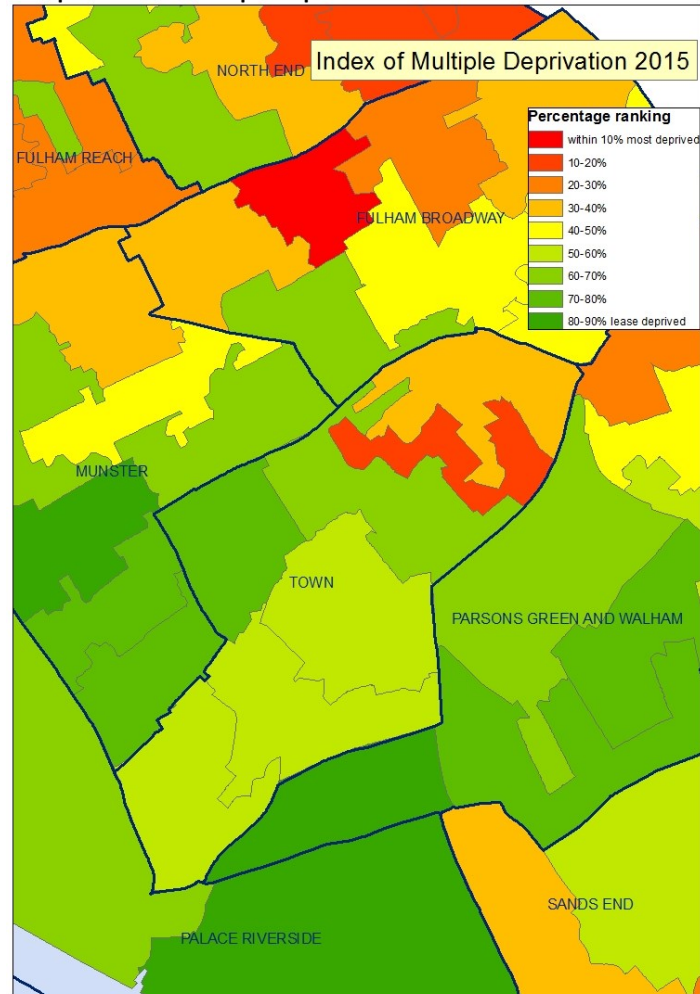 Index of Multiple Deprivation 2015
NORTH END
Percentage ranking
within 10% most deprived
10-20%
20-30%
30-40%
40-50%
50-60%
60-70%
70-80%
80-90% lease deprived
FULHAM REACH
FULHAM BROADWAY
MUNSTER
TOWN
PARSONS GREEN AND WALHAM
SANDS END
PALACE RIVERSIDE